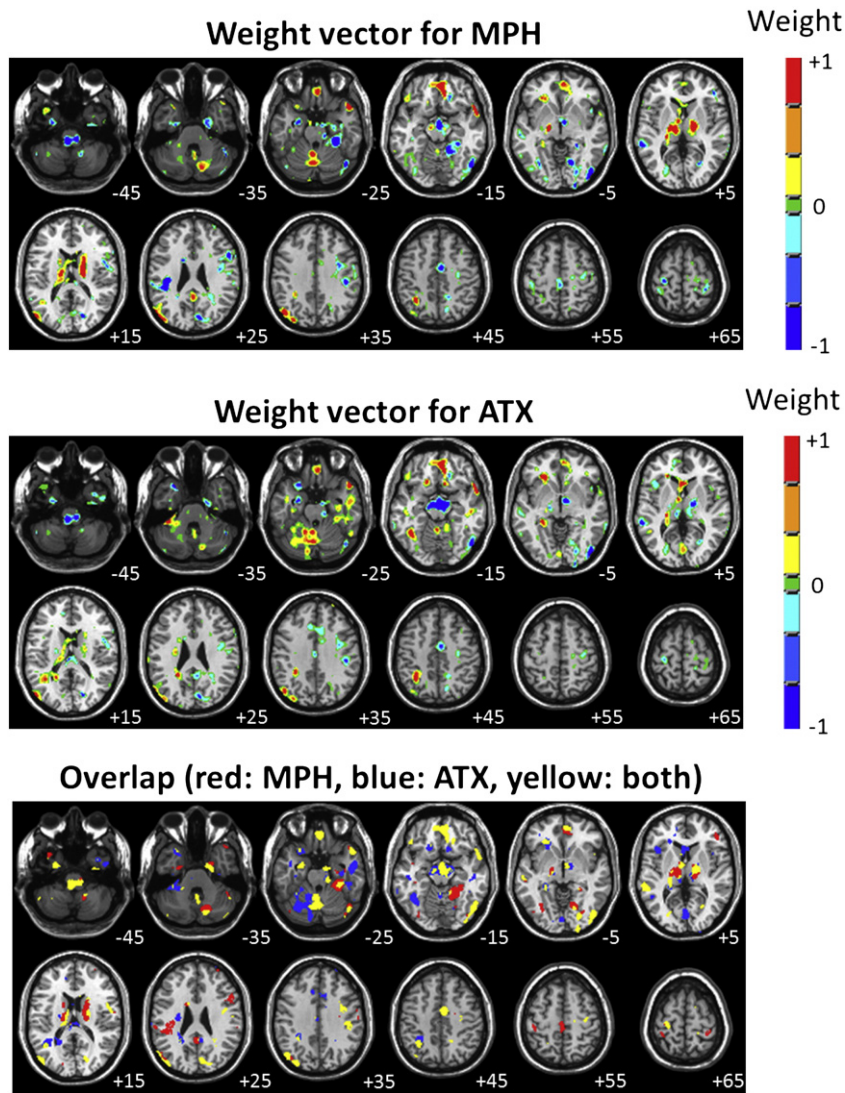 Weight vector for MPH
Weight
+1
0
-1
-45 -35 -25 -15 -5 +5
+15 +25 +35 +45 +55 +65
Weight vector for ATX
Weight
+1
0
-1
-45 -35 -25 -15 -5 +5
+15 +25 +35 +45 +55 +65
Overlap (red: MPH, blue: ATX, yellow: both)
-45 -35 -25 -15 -5 +5
+15 +25 +35 +45 +55 +65